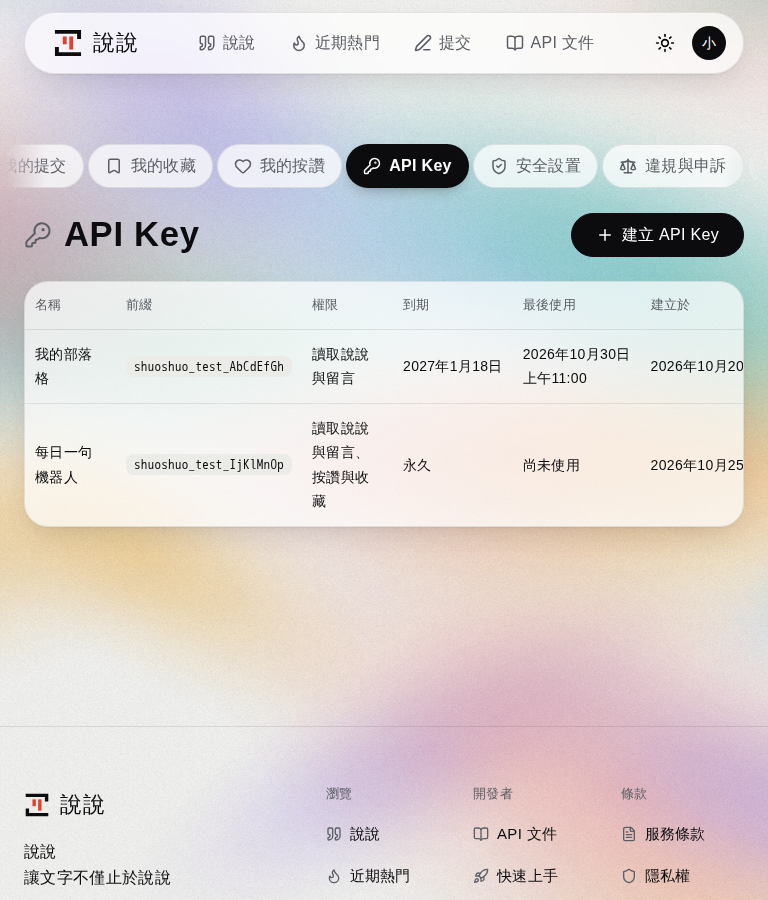 說說
說說
近期熱門
提交
API 文件
小
我的提交
我的收藏
我的按讚
API Key
安全設置
違規與申訴
API Key
建立 API Key
名稱
前綴
權限
到期
最後使用
建立於
我的部落
格
shuoshuo_test_AbCdEfGh
讀取說說
與留言
2027年1月18日
2026年10月30日
上午11:00
2026年10月20
每日一句
機器人
shuoshuo_test_IjKlMnOp
讀取說說
與留言、
按讚與收
藏
永久
尚未使用
2026年10月25
說說
說說
讓文字不僅止於說說
瀏覽
說說
近期熱門
開發者
API 文件
快速上手
條款
服務條款
隱私權